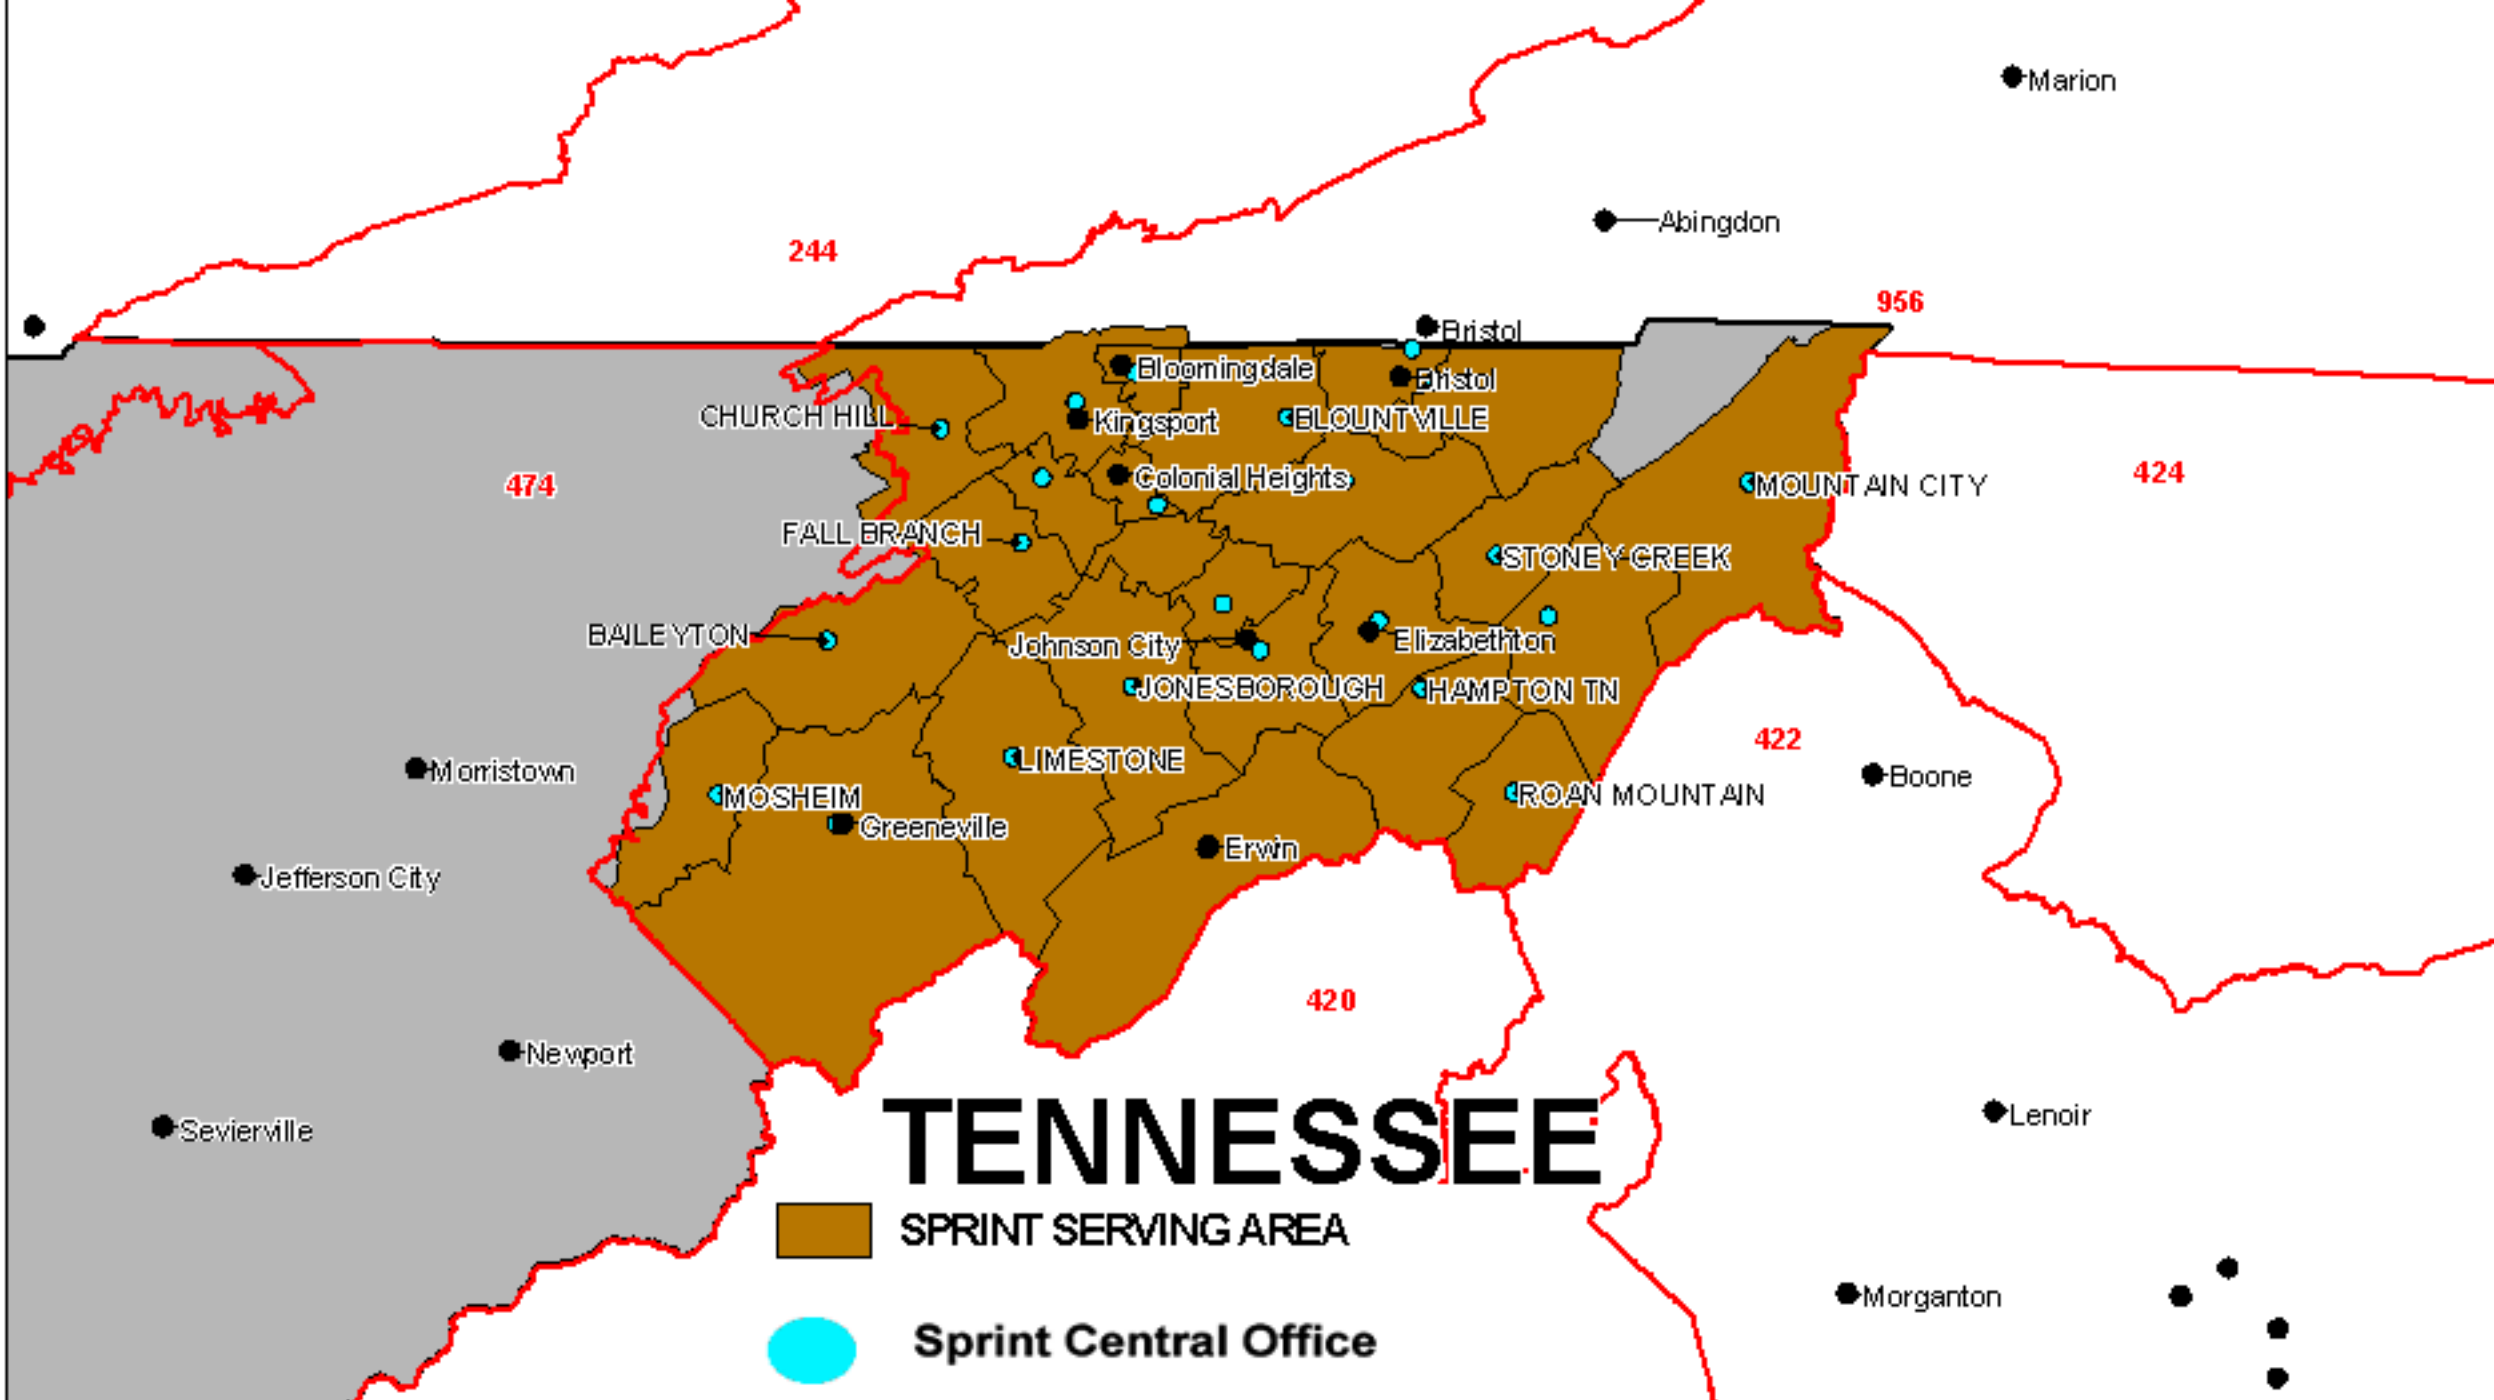 Marion
Abingdon
244
956
Bristol
Bloomingdale
Bristol
CHURCH HILL
Kingsport
BLOUNTVILLE
474
Colonial Heights
MOUNTAIN CITY
424
FALL BRANCH
STONEY CREEK
BAILEYTON
Johnson City
Elizabethton
JONESBOROUGH
HAMPTON TN
422
Morristown
LIMESTONE
Boone
MOSHEIM
ROAN MOUNTAIN
Greeneville
Erwin
Jefferson City
420
Newport
Sevierville
TENNESSEE
Lenoir
SPRINT SERVING AREA
Morganton
Sprint Central Office